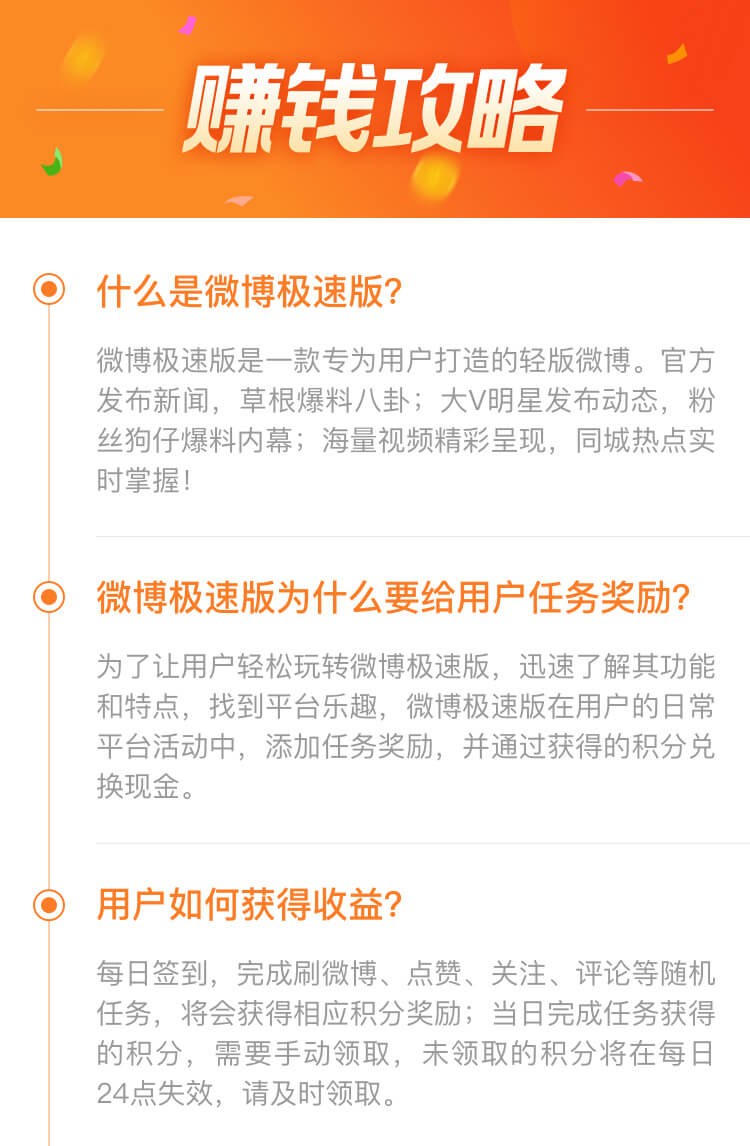 赚钱攻略
什么是微博极速版?
微博极速版是一款专为用户打造的轻版微博。官方
发布新闻，草根爆料八卦；大V明星发布动态，粉
丝狗仔爆料内幕；海量视频精彩呈现，同城热点实
时掌握！
微博极速版为什么要给用户任务奖励?
为了让用户轻松玩转微博极速版，迅速了解其功能
和特点，找到平台乐趣，微博极速版在用户的日常
平台活动中，添加任务奖励，并通过获得的积分兑
换现金。
用户如何获得收益?
每日签到，完成刷微博、点赞、关注、评论等随机
任务，将会获得相应积分奖励；当日完成任务获得
的积分，需要手动领取，未领取的积分将在每日
24点失效，请及时领取。